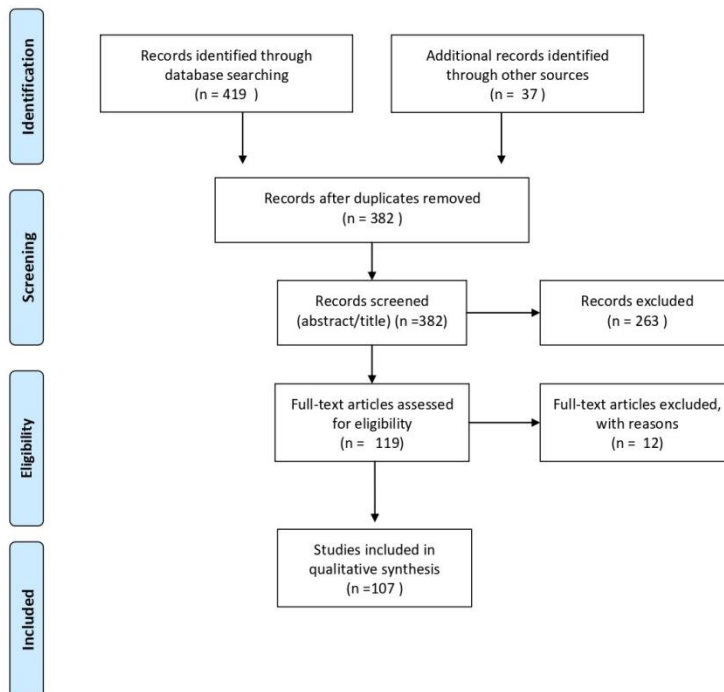 Identification
Records identified through
database searching
(n = 419 )
Additional records identified
through other sources
(n = 37 )
Screening
Records after duplicates removed
(n = 382 )
Records screened
(abstract/title) (n =382)
Records excluded
(n = 263 )
Eligibility
Full-text articles assessed
for eligibility
(n = 119)
Full-text articles excluded,
with reasons
(n = 12)
Included
Studies included in
qualitative synthesis
(n =107 )